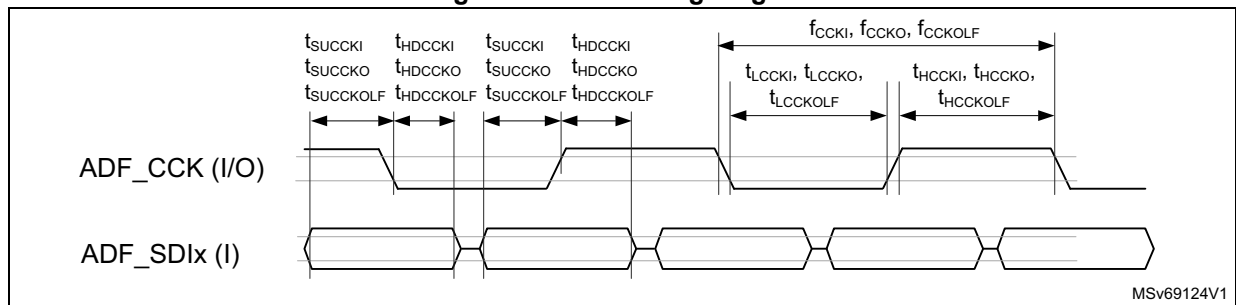 tSUCCKI tHDCCKI tSUCCKI tHDCCKI
tSUCCKO tHDCCKO tSUCCKO tHDCCKO
tSUCCKOLF tHDCCKOLF tSUCCKOLF tHDCCKOLF
fCCKI, fCCKO, fCCKOLF
tLCCKI, tLCCKO,
tLCCKOLF
tHCCKI, tHCCKO,
tHCCKOLF
ADF_CCK (I/O)
ADF_SDIx (I)
MSv69124V1